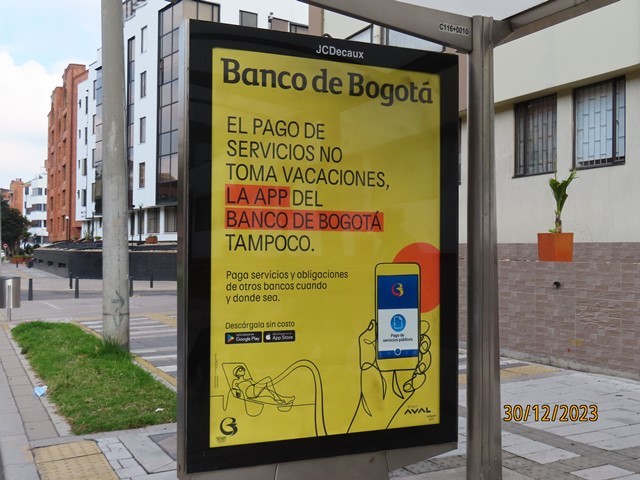 C116+0010
JCDecaux
Banco de Bogotá
EL PAGO DE
SERVICIOS NO
TOMA VACACIONES,
LA APP DEL
BANCO DE BOGOTÁ
TAMPOCO.
Paga servicios y obligaciones
de otros bancos cuando
y donde sea.
Descárgala sin costo
Google Play
App Store
Pago de
servicios públicos
AVAL
30/12/2023